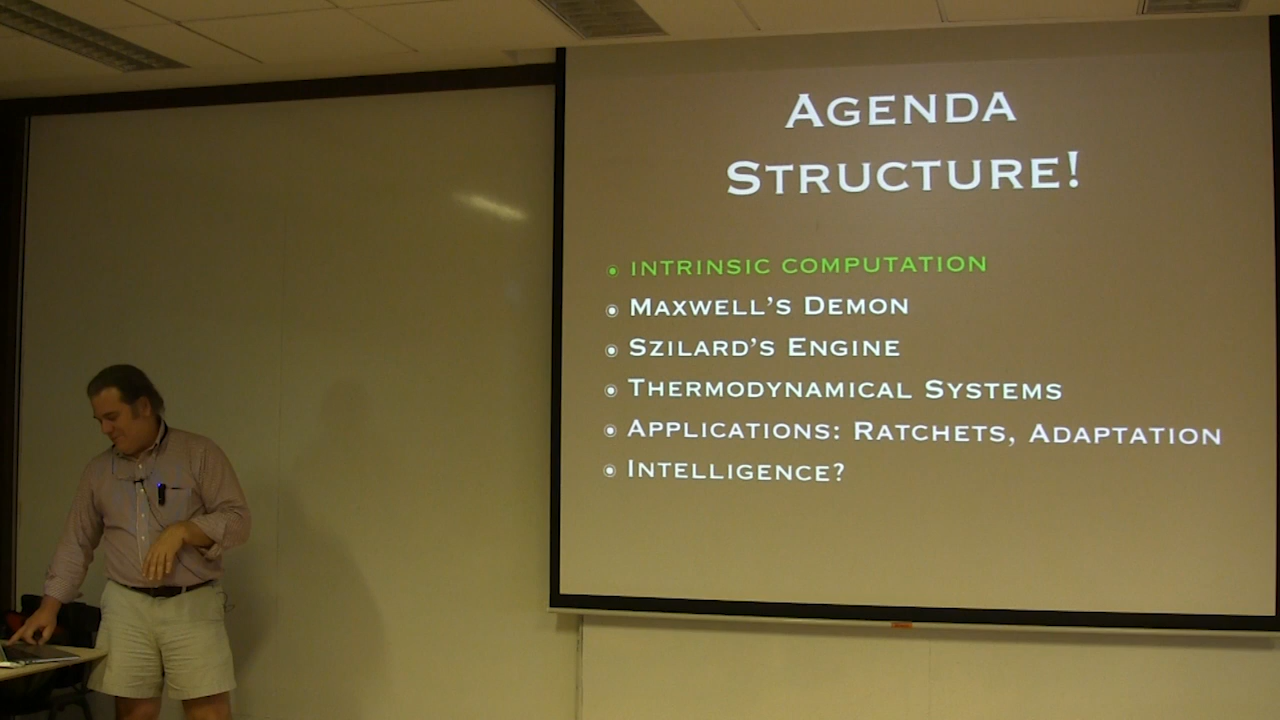 AGENDA
STRUCTURE!
INTRINSIC COMPUTATION
MAXWELL'S DEMON
SZILARD'S ENGINE
THERMODYNAMICAL SYSTEMS
APPLICATIONS: RATCHETS, ADAPTATION
INTELLIGENCE?